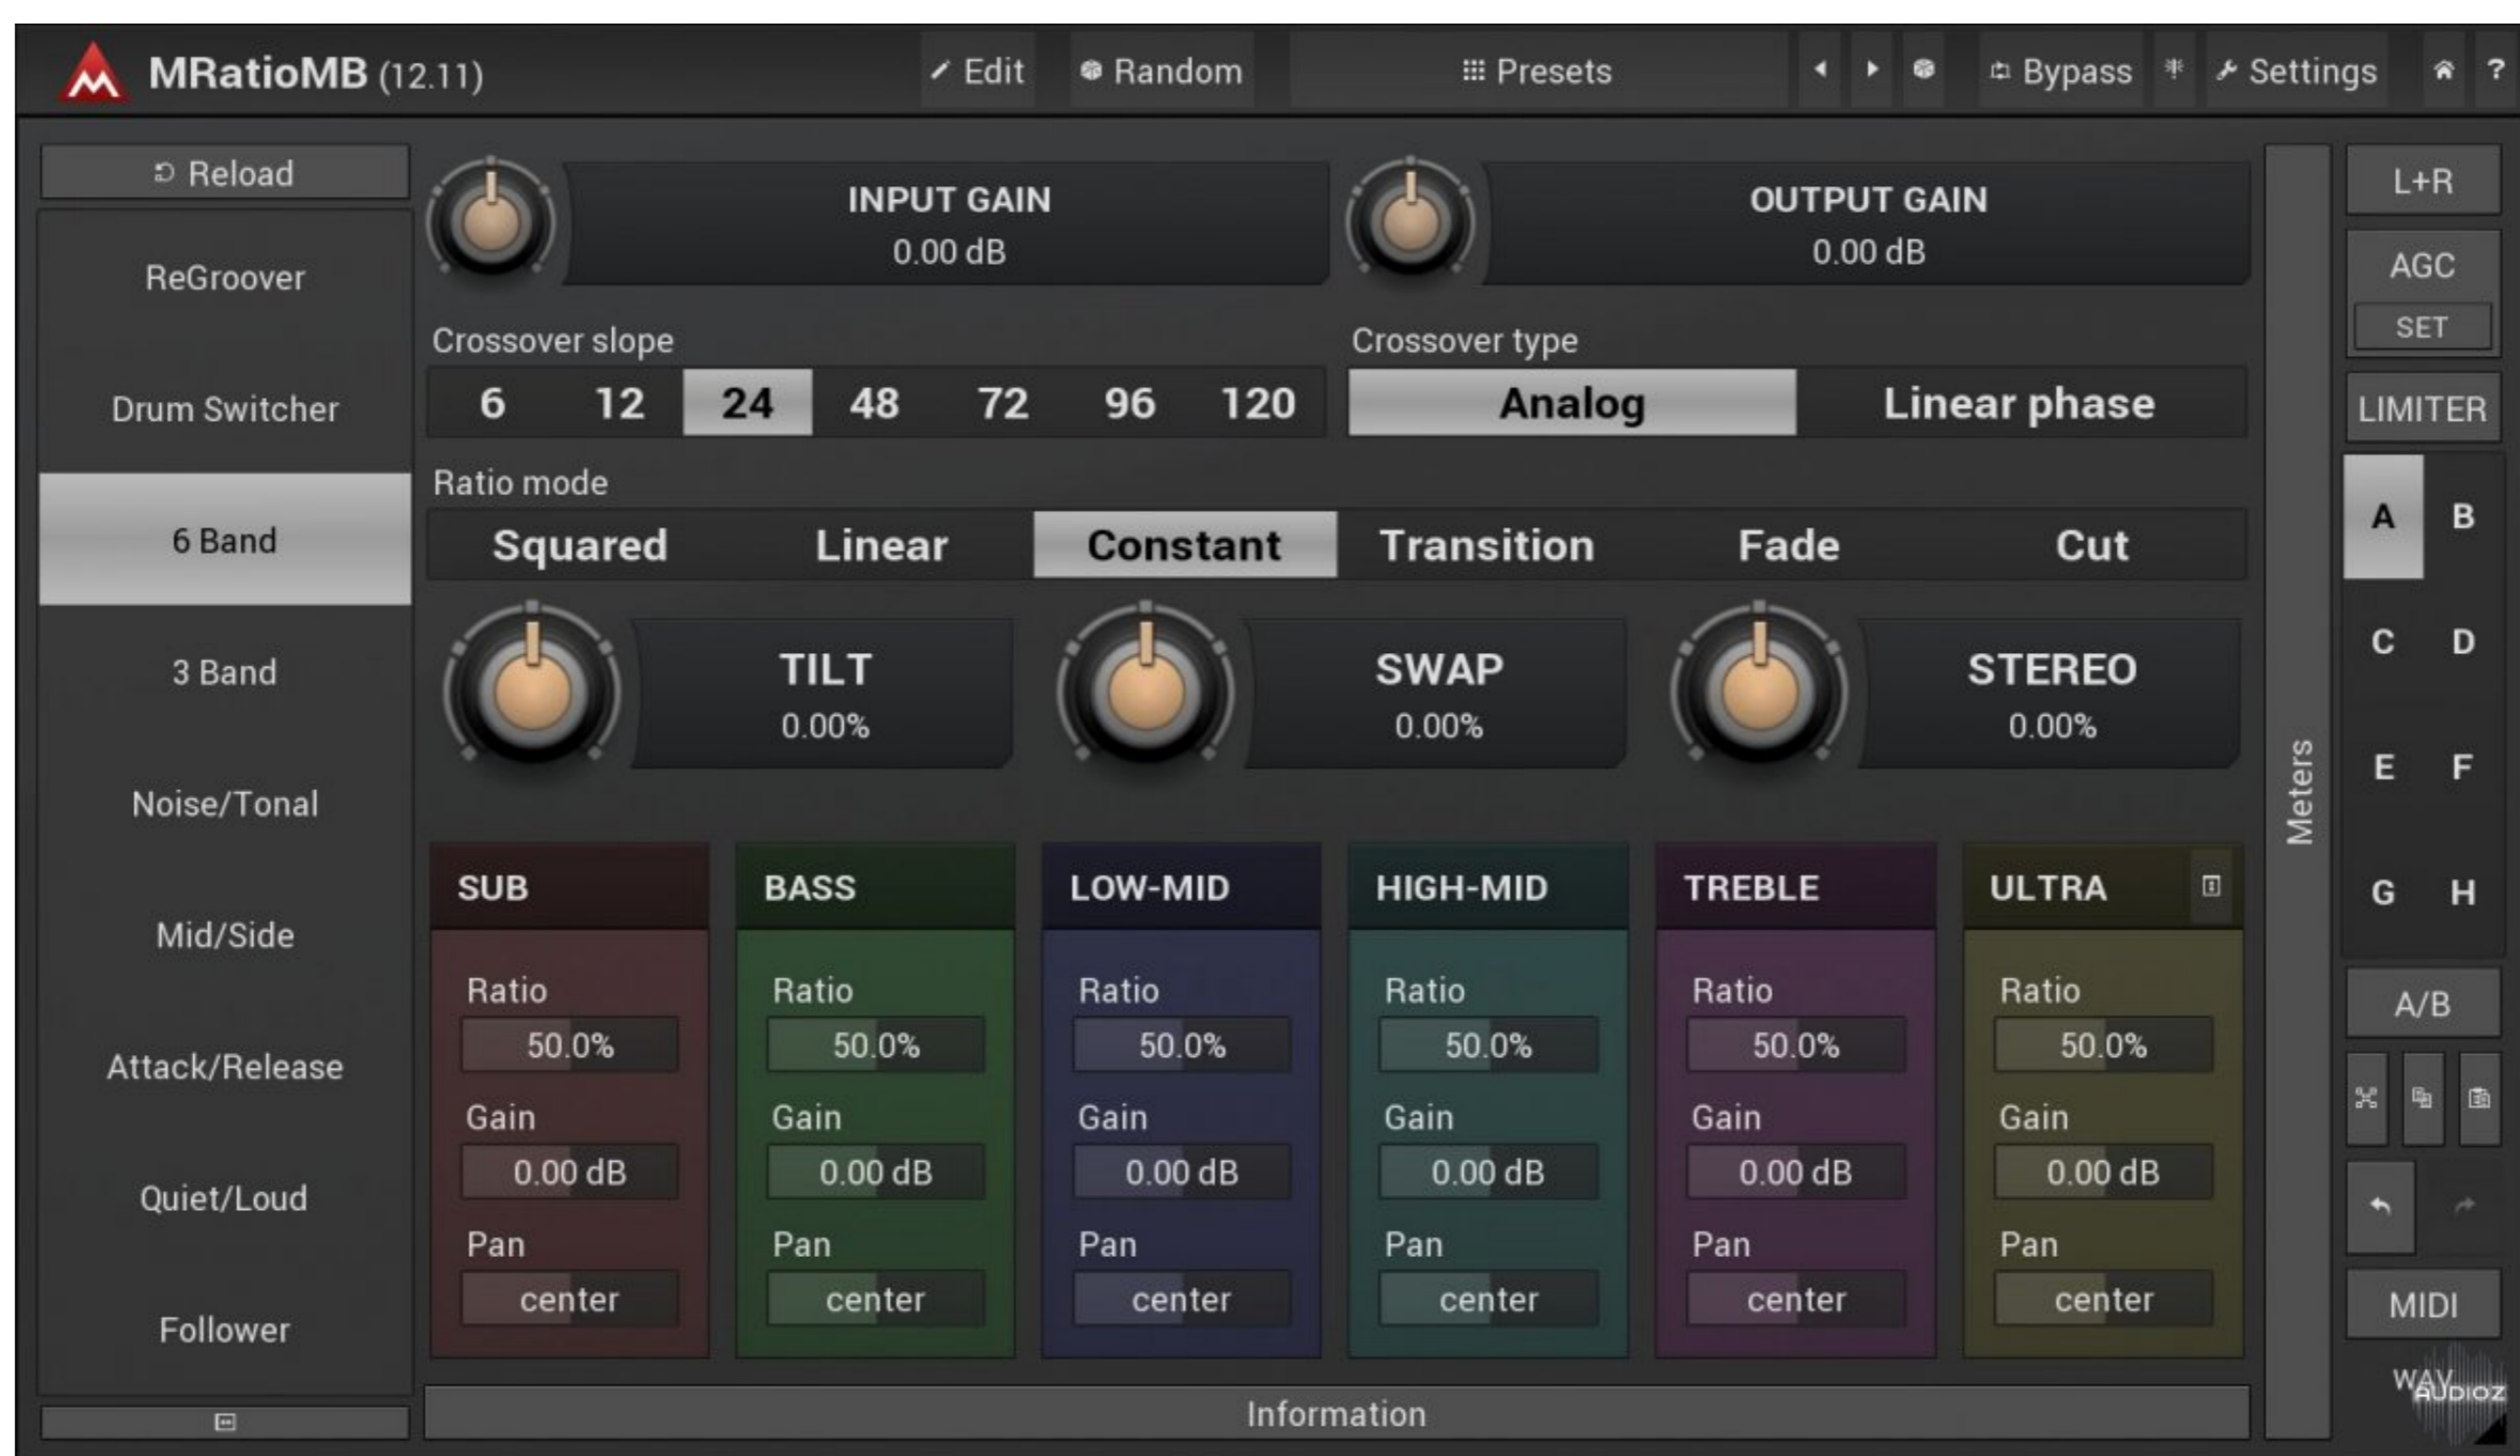 MRatioMB (12.11)
Edit
Random
Presets
Bypass
Settings
?
Reload
ReGroover
Drum Switcher
6 Band
3 Band
Noise/Tonal
Mid/Side
Attack/Release
Quiet/Loud
Follower
INPUT GAIN
0.00 dB
OUTPUT GAIN
0.00 dB
Crossover slope
6 12 24 48 72 96 120
Crossover type
Analog Linear phase
Ratio mode
Squared Linear Constant Transition Fade Cut
TILT
0.00%
SWAP
0.00%
STEREO
0.00%
SUB
Ratio
50.0%
Gain
0.00 dB
Pan
center
BASS
Ratio
50.0%
Gain
0.00 dB
Pan
center
LOW-MID
Ratio
50.0%
Gain
0.00 dB
Pan
center
HIGH-MID
Ratio
50.0%
Gain
0.00 dB
Pan
center
TREBLE
Ratio
50.0%
Gain
0.00 dB
Pan
center
ULTRA
Ratio
50.0%
Gain
0.00 dB
Pan
center
Information
Meters
L+R
AGC
SET
LIMITER
A B
C D
E F
G H
A/B
MIDI
WAV
AUDIOZ